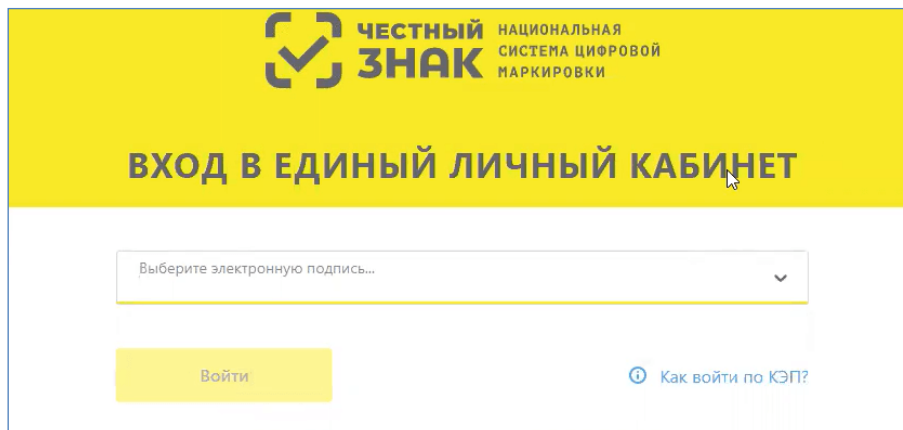 ЧЕСТНЫЙ
ЗНАК
НАЦИОНАЛЬНАЯ
СИСТЕМА ЦИФРОВОЙ
МАРКИРОВКИ
ВХОД В ЕДИНЫЙ ЛИЧНЫЙ КАБИНЕТ
Выберите электронную подпись...
Войти
Как войти по КЭП?